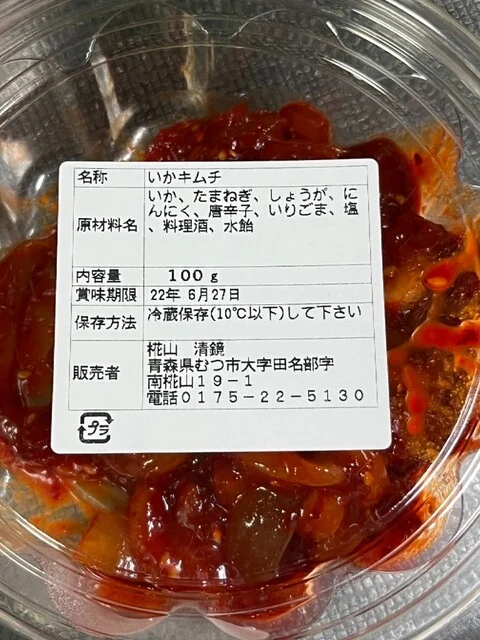 名称 いかキムチ
原材料名 いか、たまねぎ、しょうが、に
んにく、唐辛子、いりごま、塩
、料理酒、水飴
内容量 100g
賞味期限 22年 6月27日
保存方法 冷蔵保存(10℃以下)して下さい
販売者 椛山 清鏡
青森県むつ市大字田名部字
南椛山19-1
電話0175-22-5130
プラ